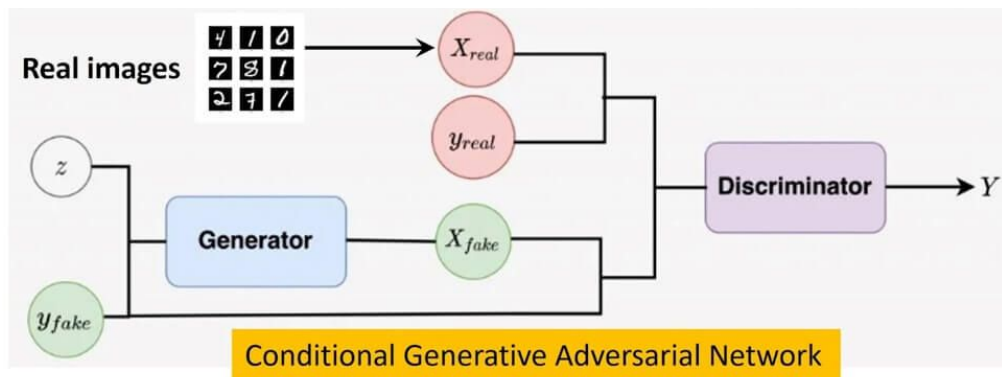 4 1 0
Real images
7 8 1
2 7 1
X_real
y_real
z
Generator
X_fake
Discriminator
Y
y_fake
Conditional Generative Adversarial Network